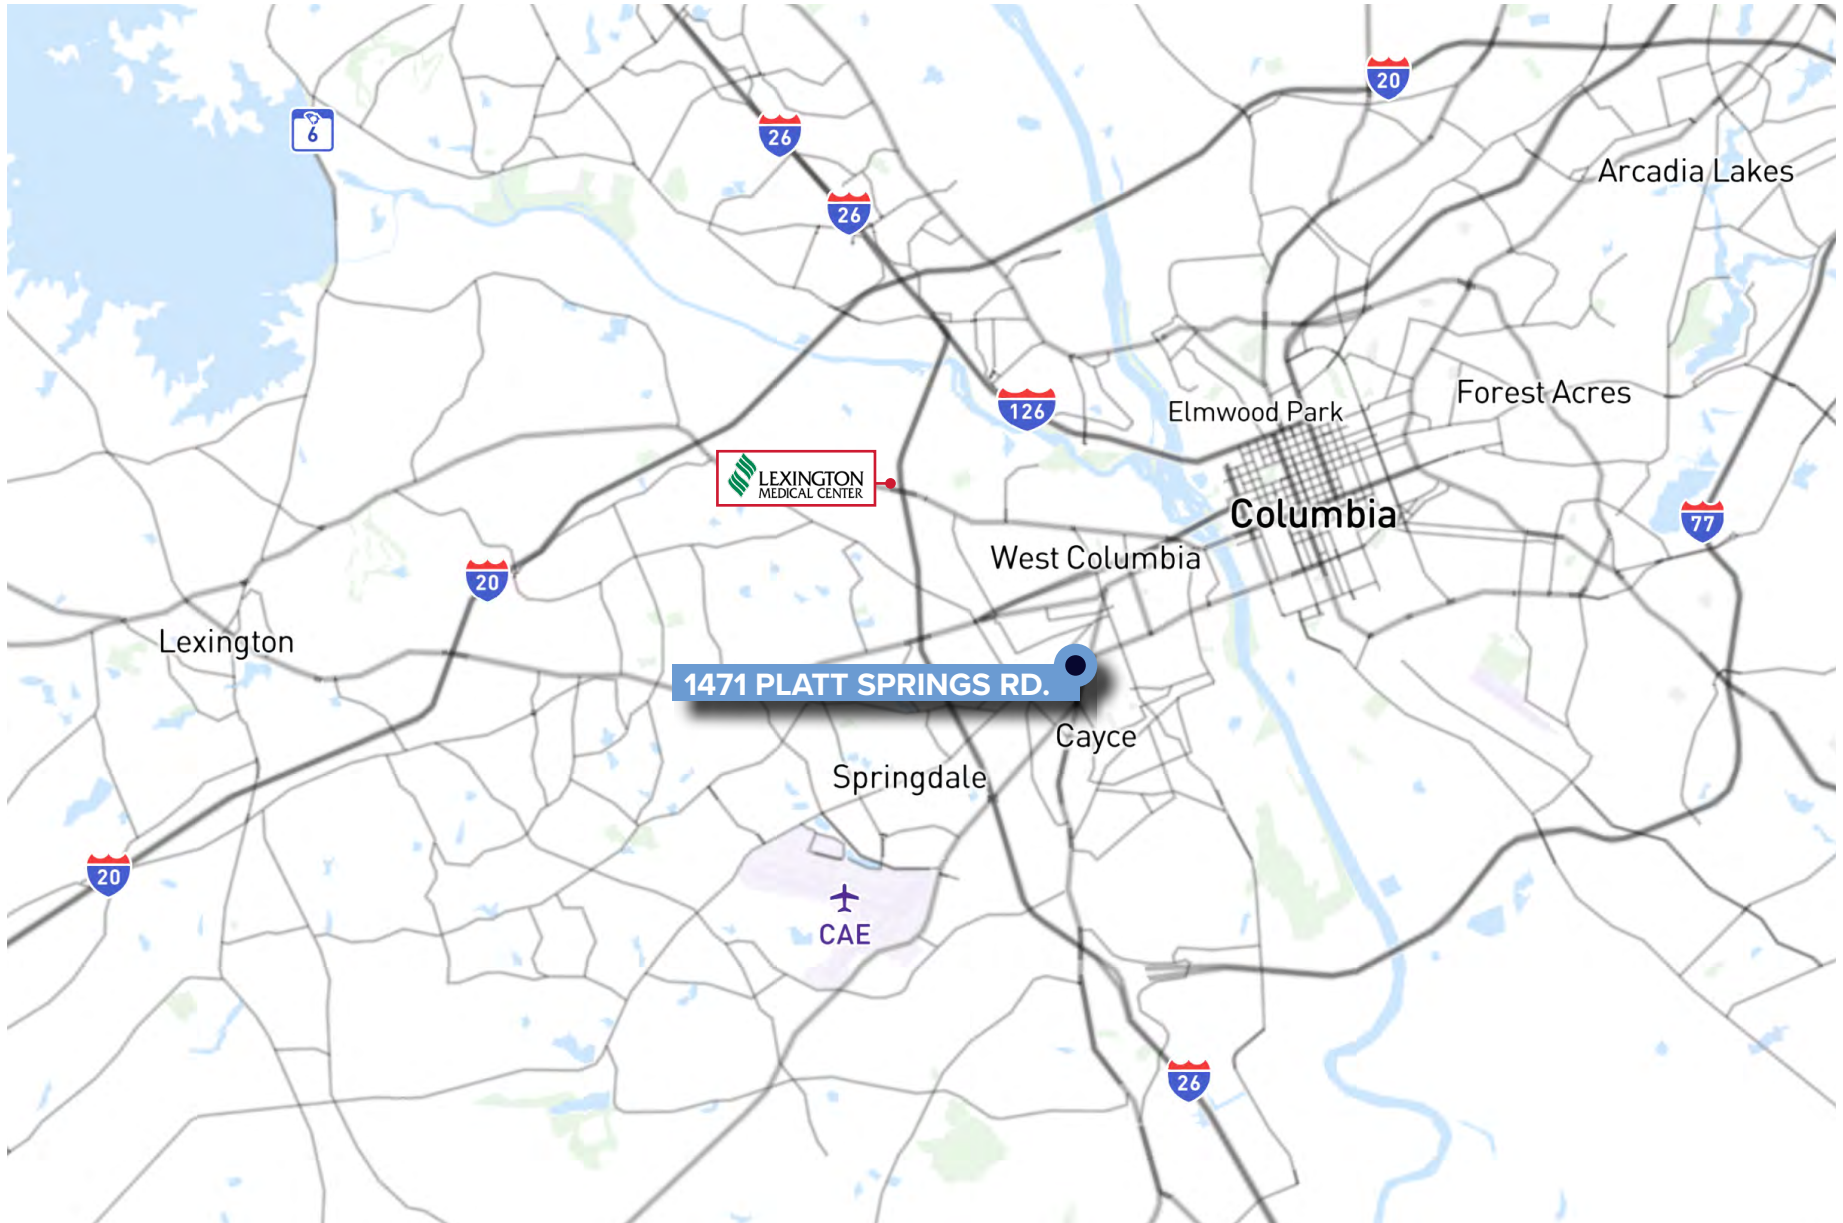 20
6
26
Arcadia Lakes
26
Forest Acres
126
Elmwood Park
LEXINGTON
MEDICAL CENTER
Columbia
77
West Columbia
20
Lexington
1471 PLATT SPRINGS RD.
Cayce
Springdale
20
CAE
26